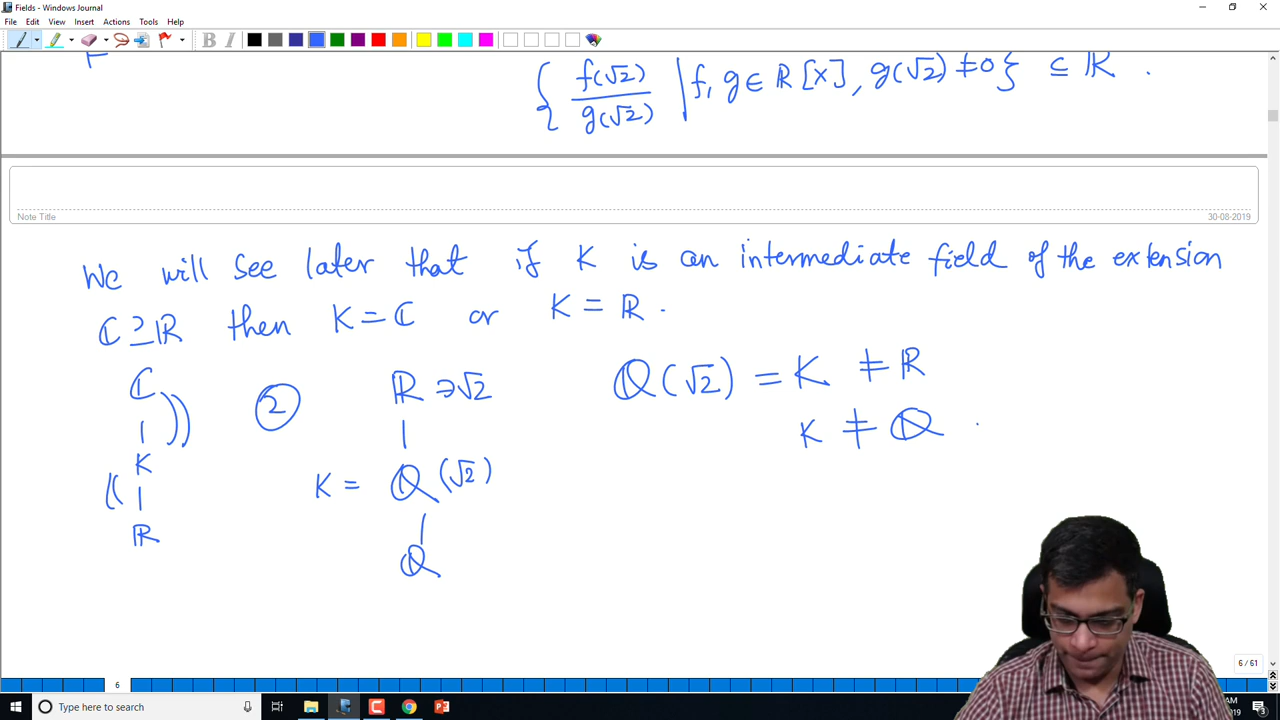 Fields - Windows Journal
File Edit View Insert Actions Tools Help
{ f(√2) / g(√2) | f, g ∈ R[X], g(√2) ≠ 0 } ⊆ R.
Note Title
30-08-2019
We will see later that if K is an intermediate field of the extension
C ⊇ R then K = C or K = R.
C
|
K
|
R
2
R ∋ √2
|
K = Q(√2)
|
Q
Q(√2) = K ≠ R
K ≠ Q.
6 / 61
6
Type here to search